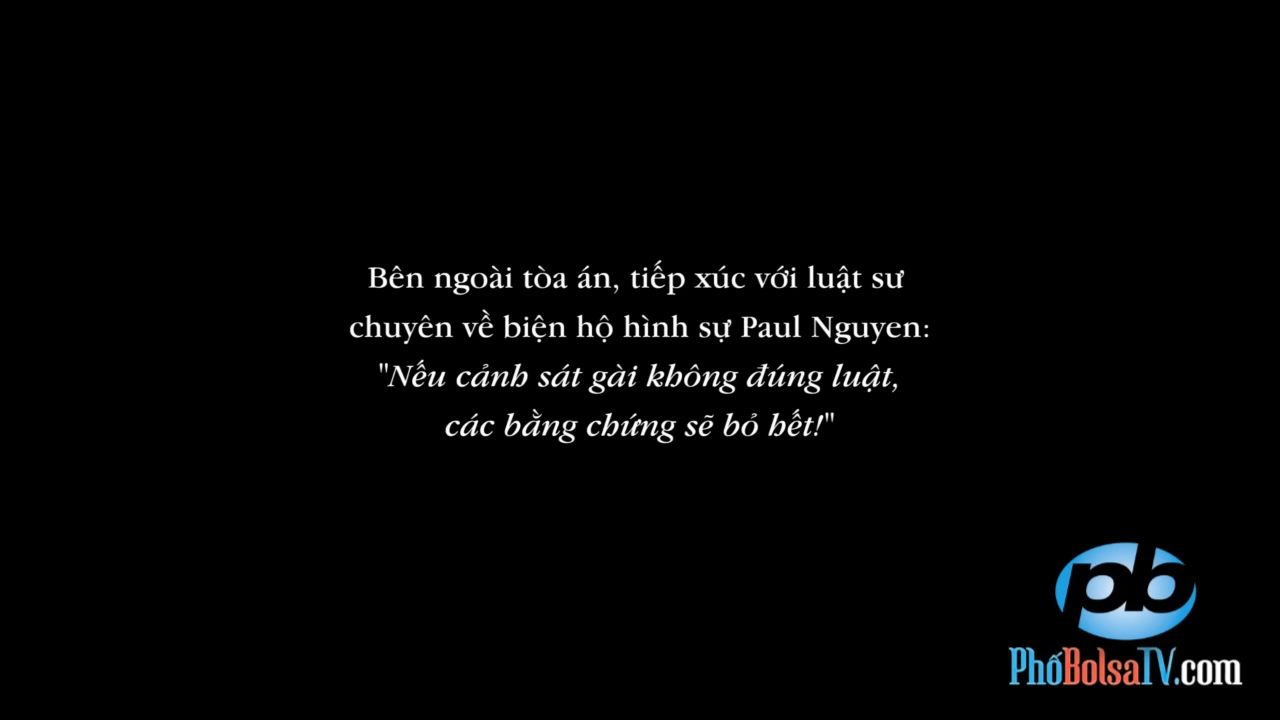 Bên ngoài tòa án, tiếp xúc với luật sư
chuyên về biện hộ hình sự Paul Nguyen:
"Nếu cảnh sát gài không đúng luật,
các bằng chứng sẽ bỏ hết!"
pb
PhốBolsaTV.com